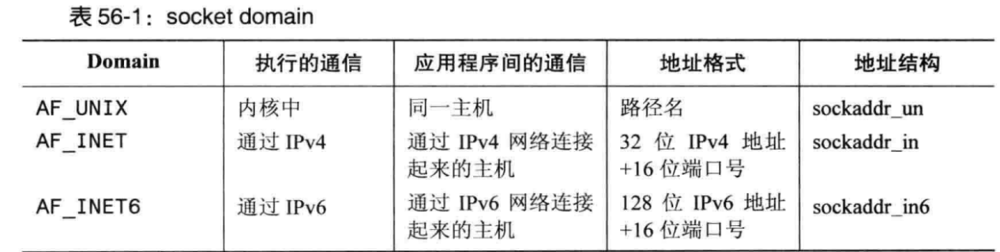 表 56-1：socket domain
Domain 执行的通信 应用程序间的通信 地址格式 地址结构
AF_UNIX 内核中 同一主机 路径名 sockaddr_un
AF_INET 通过 IPv4 通过 IPv4 网络连接 32 位 IPv4 地址 sockaddr_in
起来的主机 +16 位端口号
AF_INET6 通过 IPv6 通过 IPv6 网络连接 128 位 IPv6 地址 sockaddr_in6
起来的主机 +16 位端口号